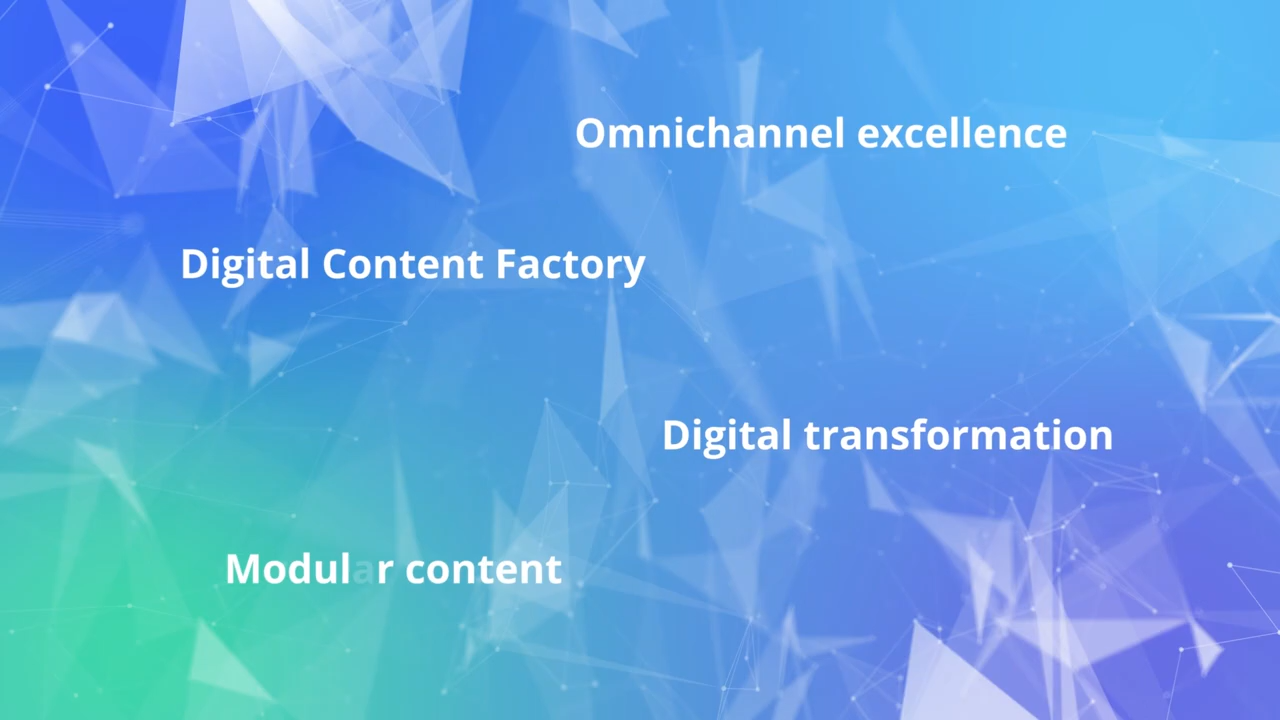 Omnichannel excellence
Digital Content Factory
Digital transformation
Modular content